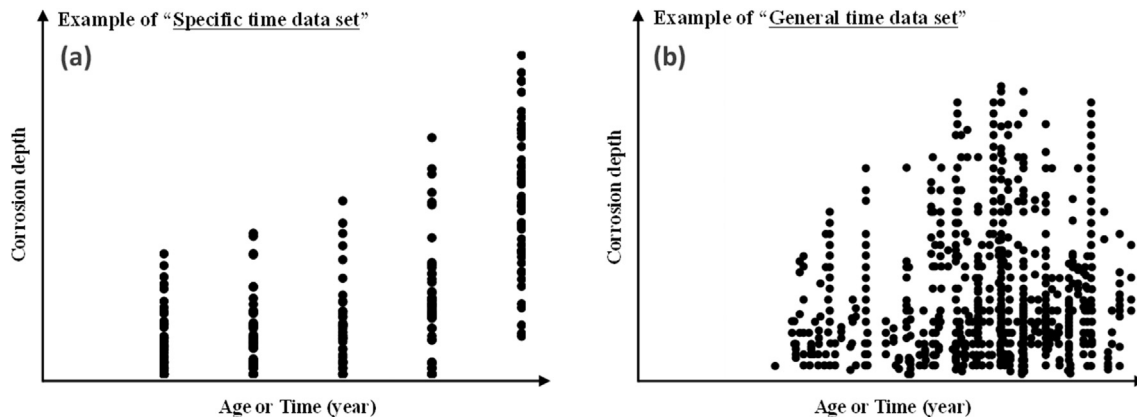 Example of “Specific time data set”
(a)
Corrosion depth
Age or Time (year)
Example of “General time data set”
(b)
Corrosion depth
Age or Time (year)